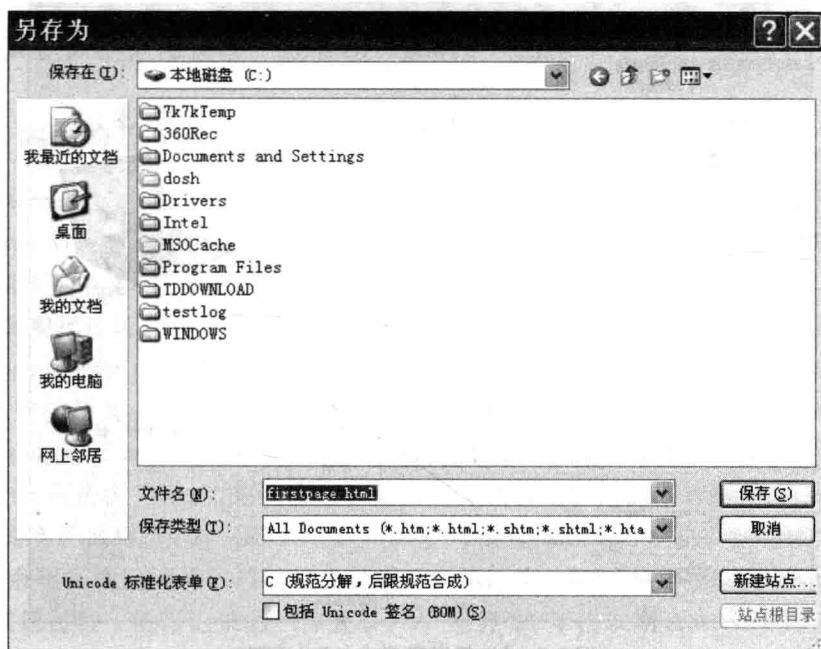 另存为
保存在(I):
本地磁盘 (C:)
7k7kTemp
360Rec
Documents and Settings
dosh
Drivers
Intel
MSOCache
Program Files
TDDOWNLOAD
testlog
WINDOWS
我最近的文档
桌面
我的文档
我的电脑
网上邻居
文件名(N):
firstpage.html
保存(S)
保存类型(T):
All Documents (*.htm;*.html;*.shtm;*.shtml;*.hta
取消
Unicode 标准化表单(F):
C (规范分解，后跟规范合成)
新建站点...
包括 Unicode 签名 (BOM)(S)
站点根目录